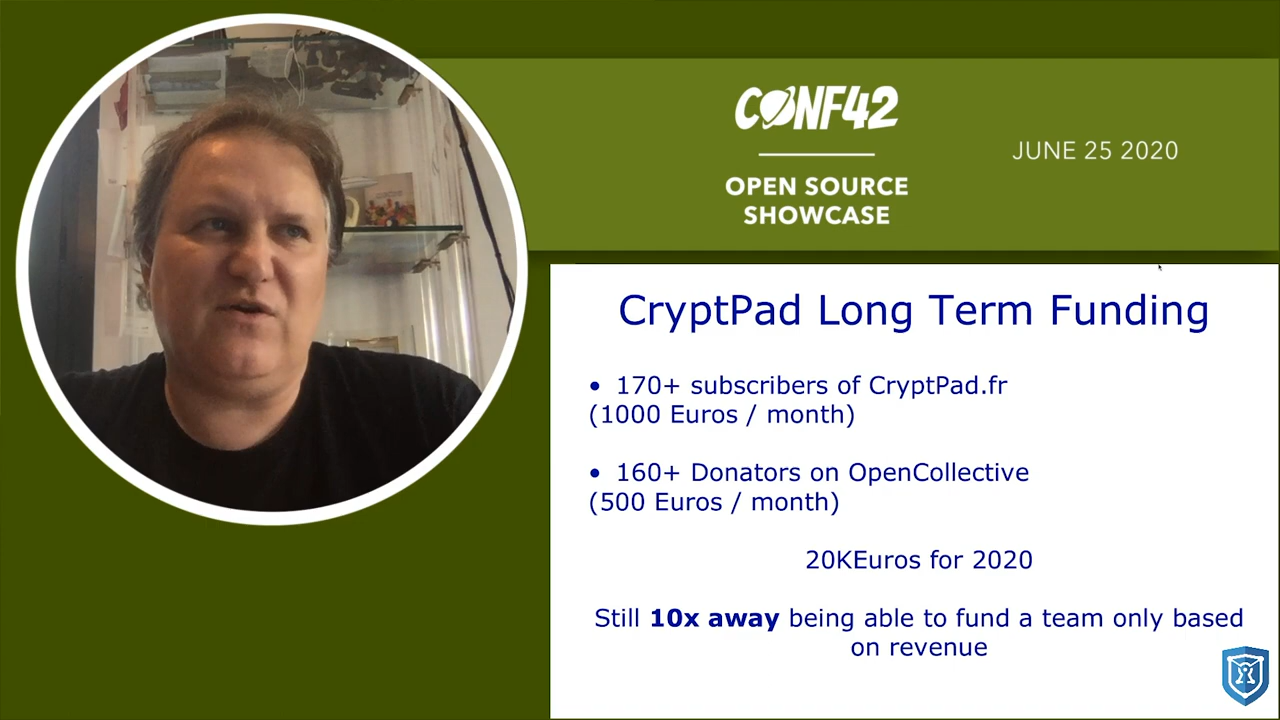 CONF42
OPEN SOURCE
SHOWCASE
JUNE 25 2020
CryptPad Long Term Funding
• 170+ subscribers of CryptPad.fr
(1000 Euros / month)
• 160+ Donators on OpenCollective
(500 Euros / month)
20KEuros for 2020
Still 10x away being able to fund a team only based
on revenue